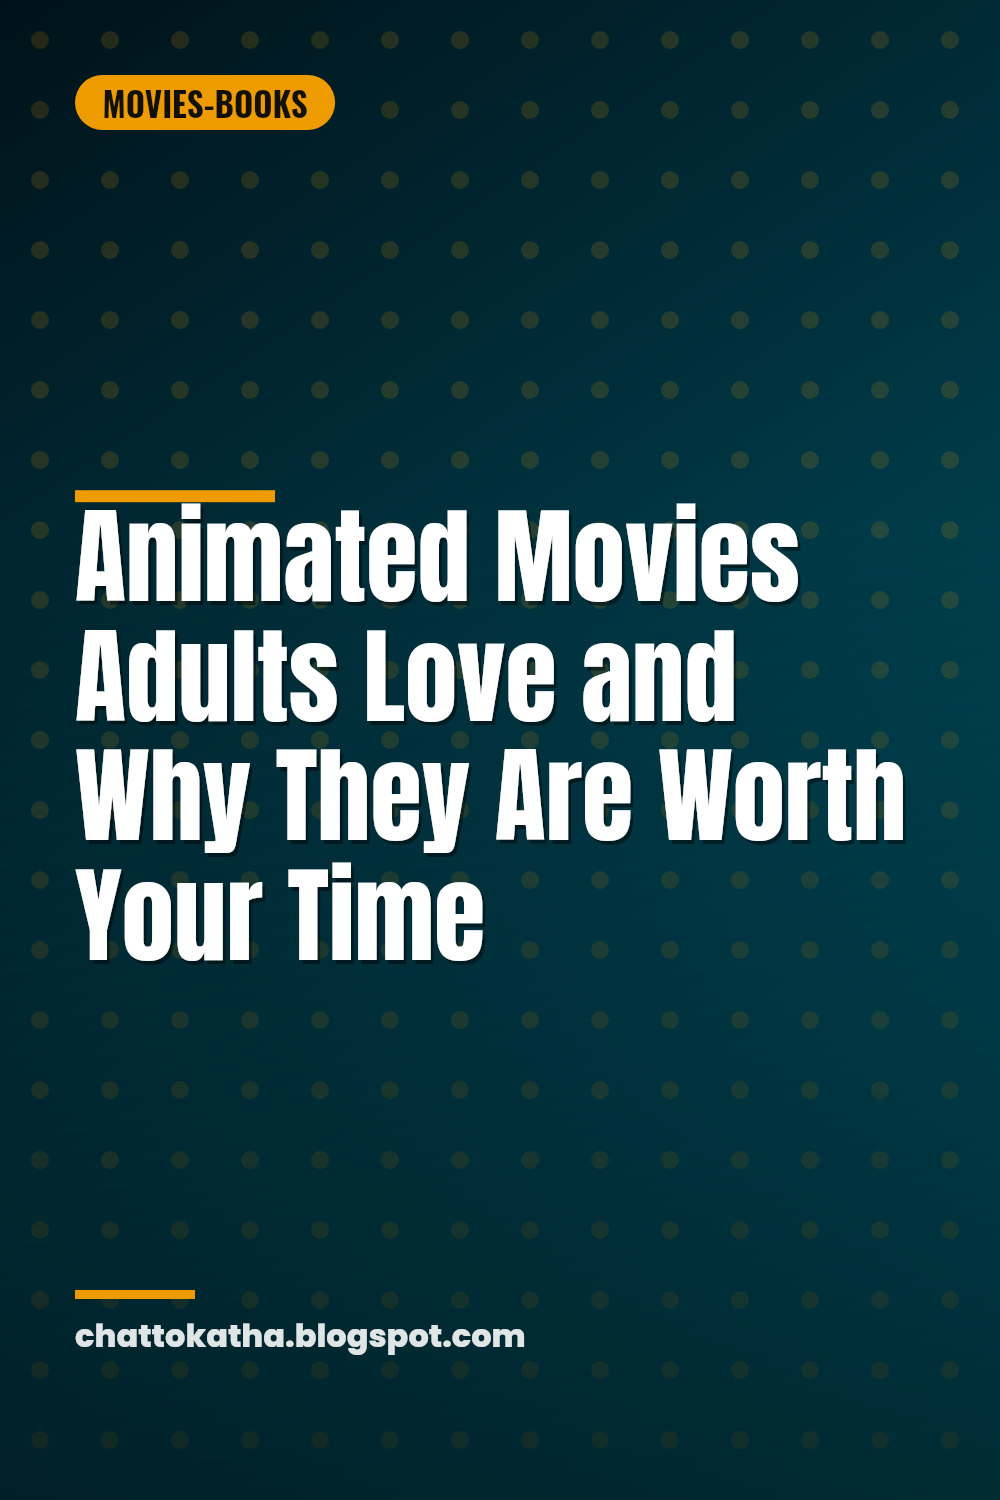 MOVIES-BOOKS
Animated Movies
Adults Love and
Why They Are Worth
Your Time
chattokatha.blogspot.com